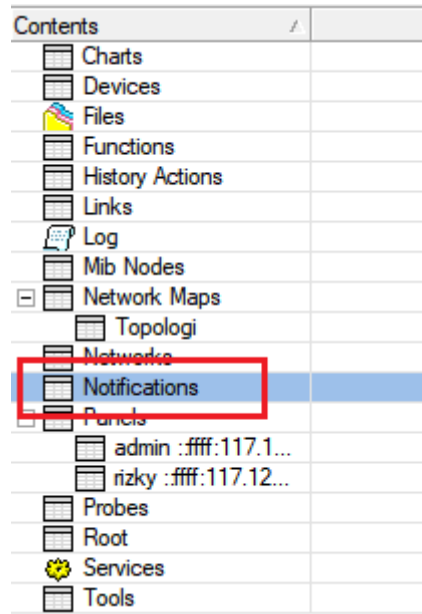 Contents
Charts
Devices
Files
Functions
History Actions
Links
Log
Mib Nodes
Network Maps
Topologi
Networks
Notifications
Panels
admin ::ffff:117.1...
rizky ::ffff:117.12...
Probes
Root
Services
Tools